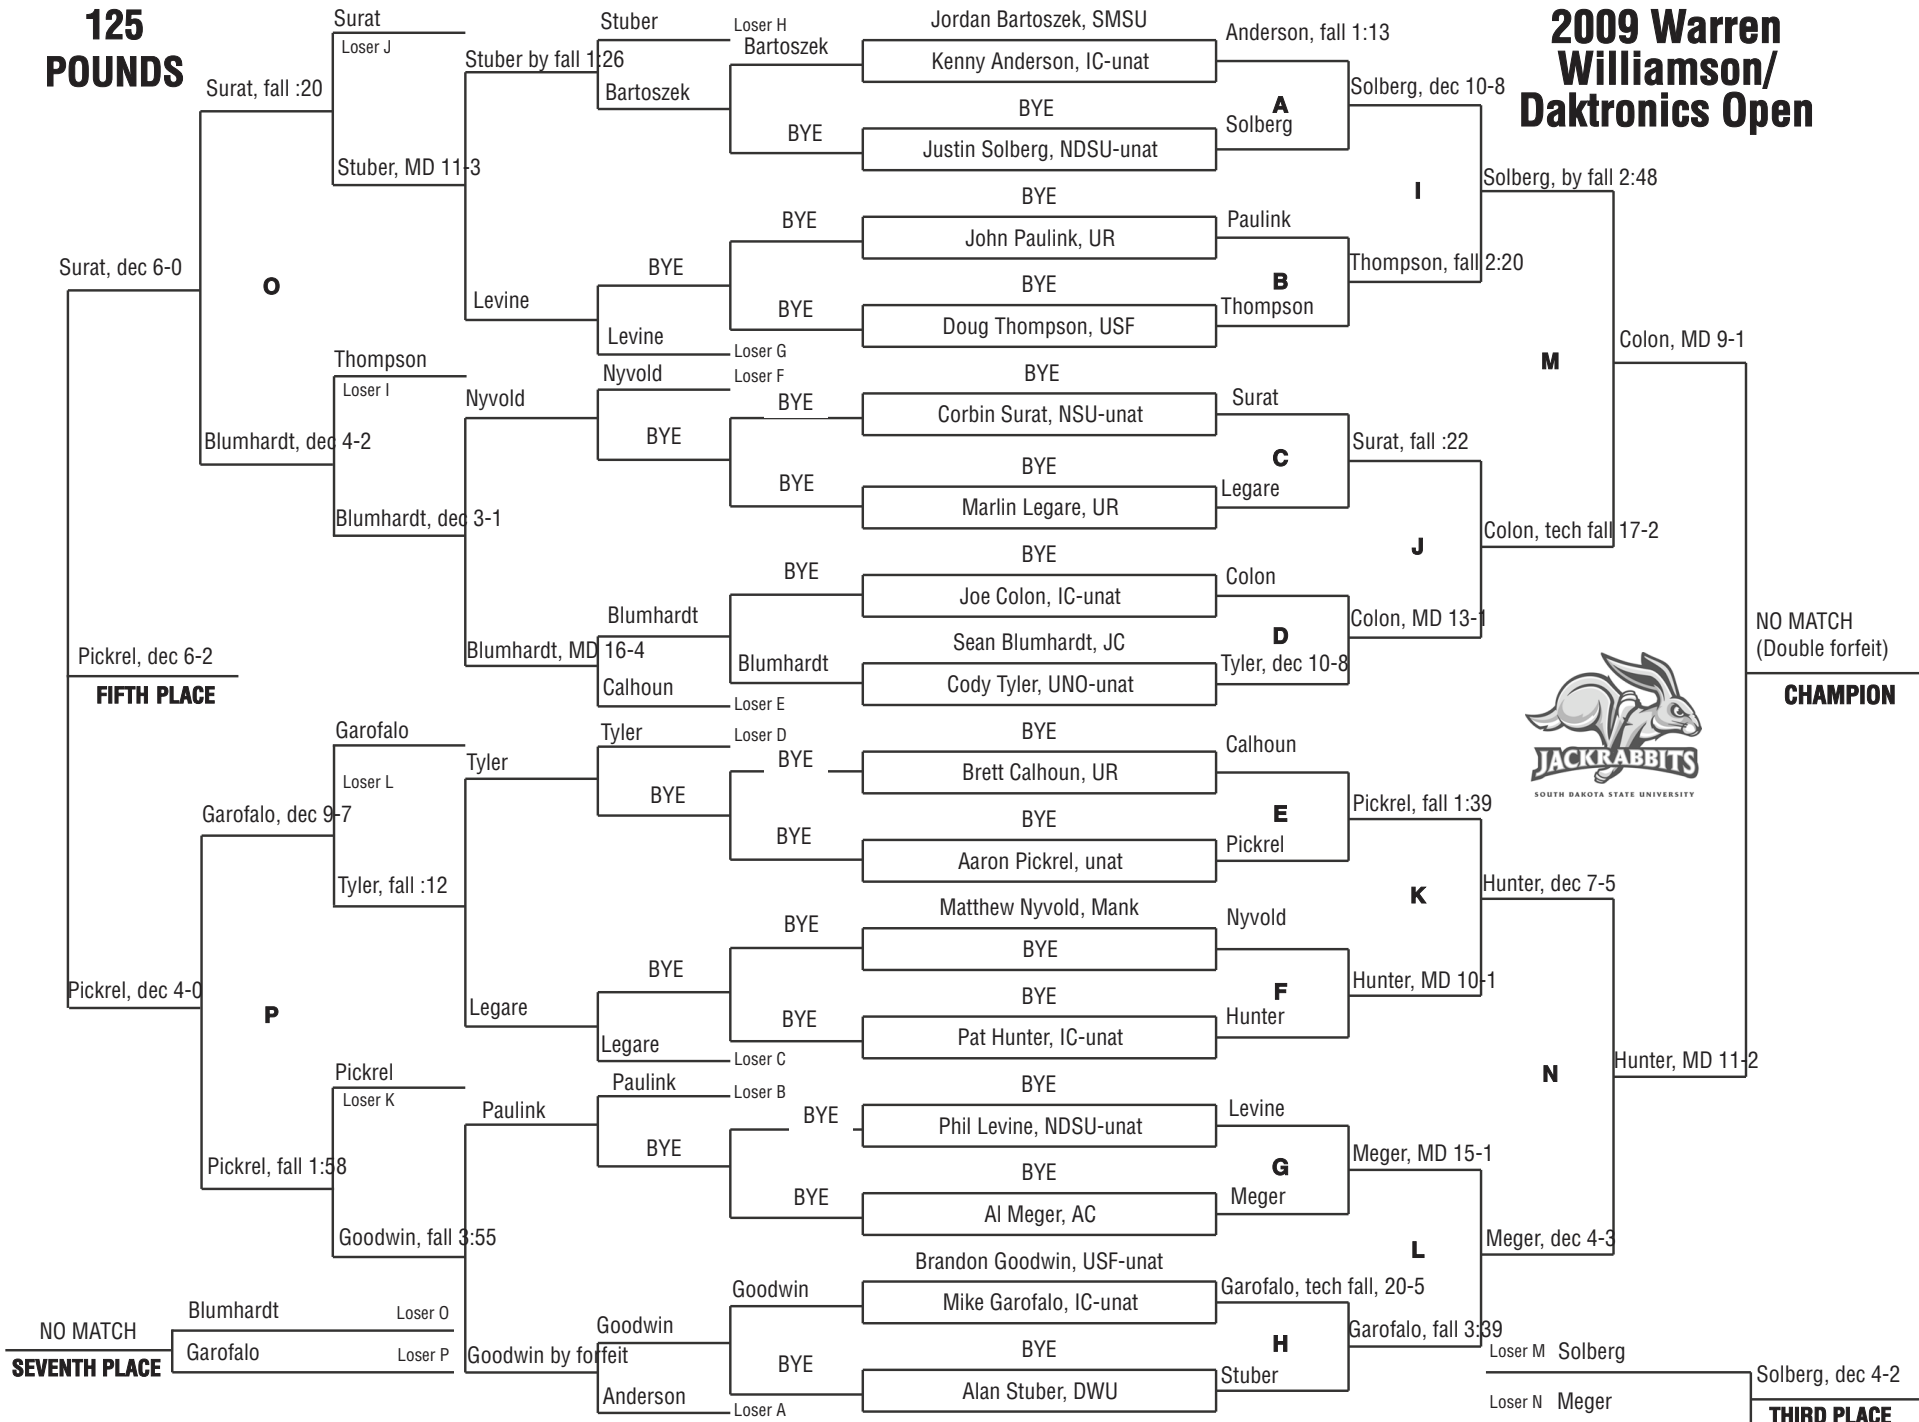 125
POUNDS
2009 Warren
Williamson/
Daktronics Open
Surat
Loser J
Surat, fall :20
Stuber, MD 11-3
Surat, dec 6-0
O
Thompson
Loser I
Blumhardt, dec 4-2
Blumhardt, dec 3-1
Pickrel, dec 6-2
FIFTH PLACE
Garofalo
Loser L
Garofalo, dec 9-7
Tyler, fall :12
Pickrel, dec 4-0
P
Pickrel
Loser K
Pickrel, fall 1:58
Goodwin, fall 3:55
Blumhardt
Loser O
NO MATCH
SEVENTH PLACE
Garofalo
Loser P
Stuber by fall 1:26
Levine
Nyvold
Blumhardt, MD 16-4
Tyler
Legare
Paulink
Goodwin by forfeit
Stuber
Loser H
Bartoszek
Bartoszek
BYE
BYE
BYE
BYE
Levine
Loser G
Nyvold
Loser F
BYE
BYE
BYE
BYE
Blumhardt
Blumhardt
Calhoun
Loser E
Tyler
Loser D
BYE
BYE
BYE
BYE
BYE
BYE
Legare
Loser C
Paulink
Loser B
BYE
BYE
BYE
Goodwin
Goodwin
BYE
Anderson
Loser A
Jordan Bartoszek, SMSU
Kenny Anderson, IC-unat
BYE
Justin Solberg, NDSU-unat
BYE
John Paulink, UR
BYE
Doug Thompson, USF
BYE
Corbin Surat, NSU-unat
BYE
Marlin Legare, UR
BYE
Joe Colon, IC-unat
Sean Blumhardt, JC
Cody Tyler, UNO-unat
BYE
Brett Calhoun, UR
BYE
Aaron Pickrel, unat
Matthew Nyvold, Mank
BYE
BYE
Pat Hunter, IC-unat
BYE
Phil Levine, NDSU-unat
BYE
Al Meger, AC
Brandon Goodwin, USF-unat
Mike Garofalo, IC-unat
BYE
Alan Stuber, DWU
Anderson, fall 1:13
A
Solberg
Paulink
B
Thompson
Surat
C
Legare
Colon
D
Tyler, dec 10-8
Calhoun
E
Pickrel
Nyvold
F
Hunter
Levine
G
Meger
Garofalo, tech fall, 20-5
H
Stuber
Solberg, dec 10-8
I
Thompson, fall 2:20
Surat, fall :22
J
Colon, MD 13-1
Pickrel, fall 1:39
K
Hunter, MD 10-1
Meger, MD 15-1
L
Garofalo, fall 3:39
Solberg, by fall 2:48
M
Colon, tech fall 17-2
Hunter, dec 7-5
N
Meger, dec 4-3
Colon, MD 9-1
Hunter, MD 11-2
NO MATCH
(Double forfeit)
CHAMPION
JACKRABBITS
SOUTH DAKOTA STATE UNIVERSITY
Loser M Solberg
Solberg, dec 4-2
Loser N Meger
THIRD PLACE